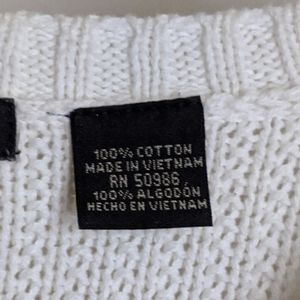 100% COTTON
MADE IN VIETNAM
RN 50986
100% ALGODÓN
HECHO EN VIETNAM